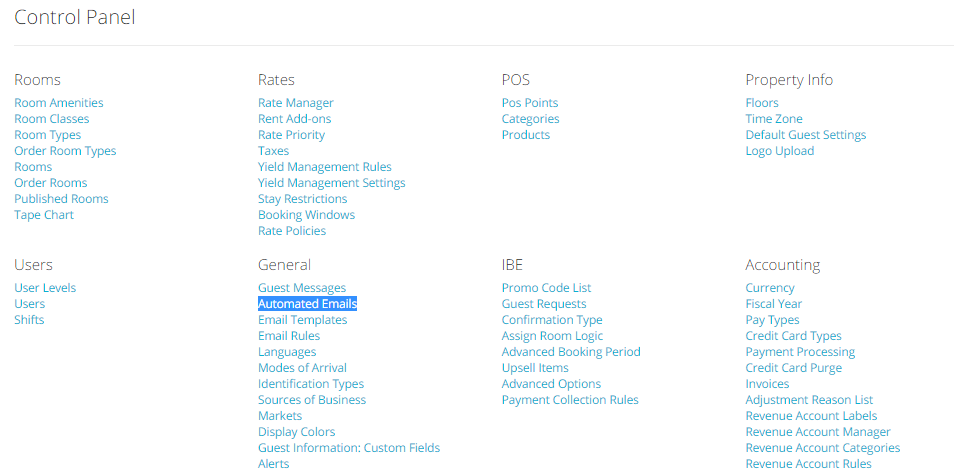 Control Panel
Rooms
Room Amenities
Room Classes
Room Types
Order Room Types
Rooms
Order Rooms
Published Rooms
Tape Chart
Rates
Rate Manager
Rent Add-ons
Rate Priority
Taxes
Yield Management Rules
Yield Management Settings
Stay Restrictions
Booking Windows
Rate Policies
POS
Pos Points
Categories
Products
Property Info
Floors
Time Zone
Default Guest Settings
Logo Upload
Users
User Levels
Users
Shifts
General
Guest Messages
Automated Emails
Email Templates
Email Rules
Languages
Modes of Arrival
Identification Types
Sources of Business
Markets
Display Colors
Guest Information: Custom Fields
Alerts
IBE
Promo Code List
Guest Requests
Confirmation Type
Assign Room Logic
Advanced Booking Period
Upsell Items
Advanced Options
Payment Collection Rules
Accounting
Currency
Fiscal Year
Pay Types
Credit Card Types
Payment Processing
Credit Card Purge
Invoices
Adjustment Reason List
Revenue Account Labels
Revenue Account Manager
Revenue Account Categories
Revenue Account Rules